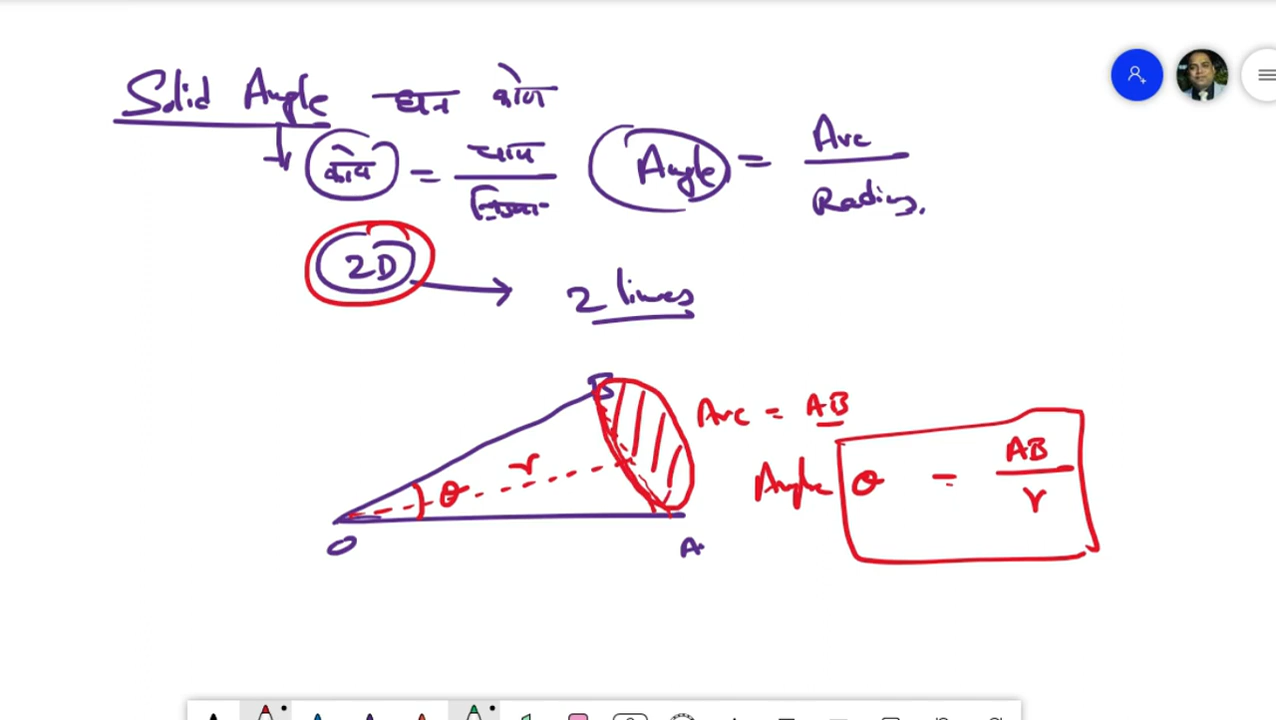 Solid Angle घन कोण
कोण = चाप / त्रिज्या Angle = Arc / Radius.
2D → 2 lines
B
Arc = AB
r
θ
Angle θ = AB / r
O
A